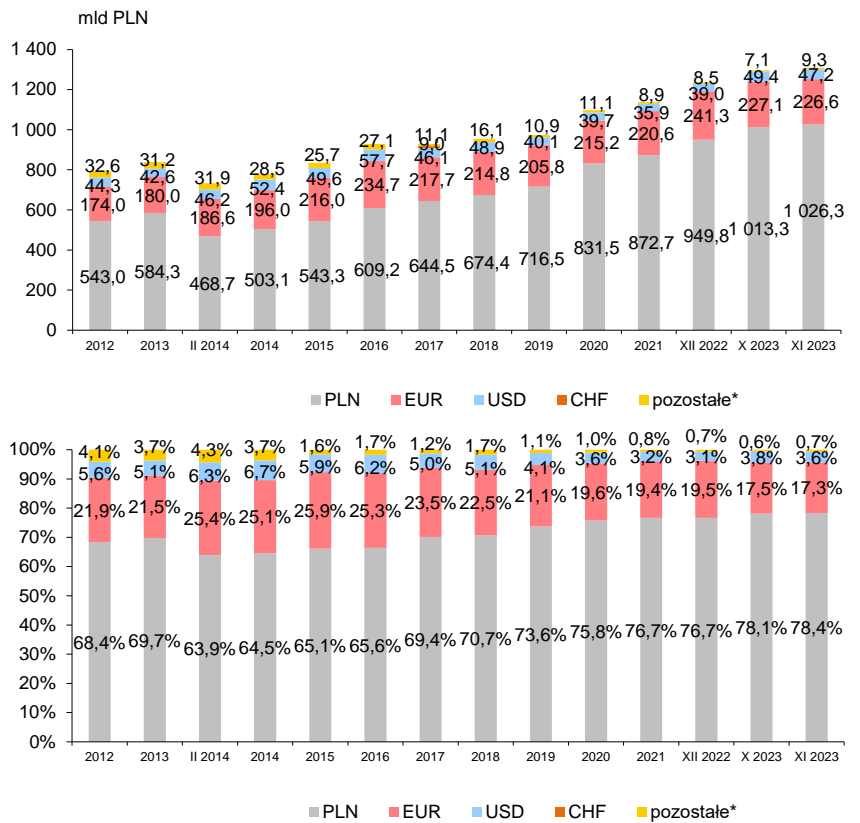 mld PLN
1 400
1 200
1 000
800
600
400
200
0
32,6 31,2 31,9 28,5 25,7 27,1 11,1 16,1 10,9 11,1 8,9 8,5 7,1 9,3
9,0
44,3 42,6 46,2 52,4 49,6 57,7 46,1 48,9 40,1 39,7 35,9 39,0 49,4 47,2
174,0 180,0 186,6 196,0 216,0 234,7 217,7 214,8 205,8 215,2 220,6 241,3 227,1 226,6
543,0 584,3 468,7 503,1 543,3 609,2 644,5 674,4 716,5 831,5 872,7 949,8 1 013,3 1 026,3
2012 2013 II 2014 2014 2015 2016 2017 2018 2019 2020 2021 XII 2022 X 2023 XI 2023
PLN EUR USD CHF pozostałe*
100%
90%
80%
70%
60%
50%
40%
30%
20%
10%
0%
4,1% 3,7% 4,3% 3,7% 1,6% 1,7% 1,2% 1,7% 1,1% 1,0% 0,8% 0,7% 0,6% 0,7%
5,6% 5,1% 6,3% 6,7% 5,9% 6,2% 5,0% 5,1% 4,1% 3,6% 3,2% 3,1% 3,8% 3,6%
21,9% 21,5% 25,4% 25,1% 25,9% 25,3% 23,5% 22,5% 21,1% 19,6% 19,4% 19,5% 17,5% 17,3%
68,4% 69,7% 63,9% 64,5% 65,1% 65,6% 69,4% 70,7% 73,6% 75,8% 76,7% 76,7% 78,1% 78,4%
2012 2013 II 2014 2014 2015 2016 2017 2018 2019 2020 2021 XII 2022 X 2023 XI 2023
PLN EUR USD CHF pozostałe*